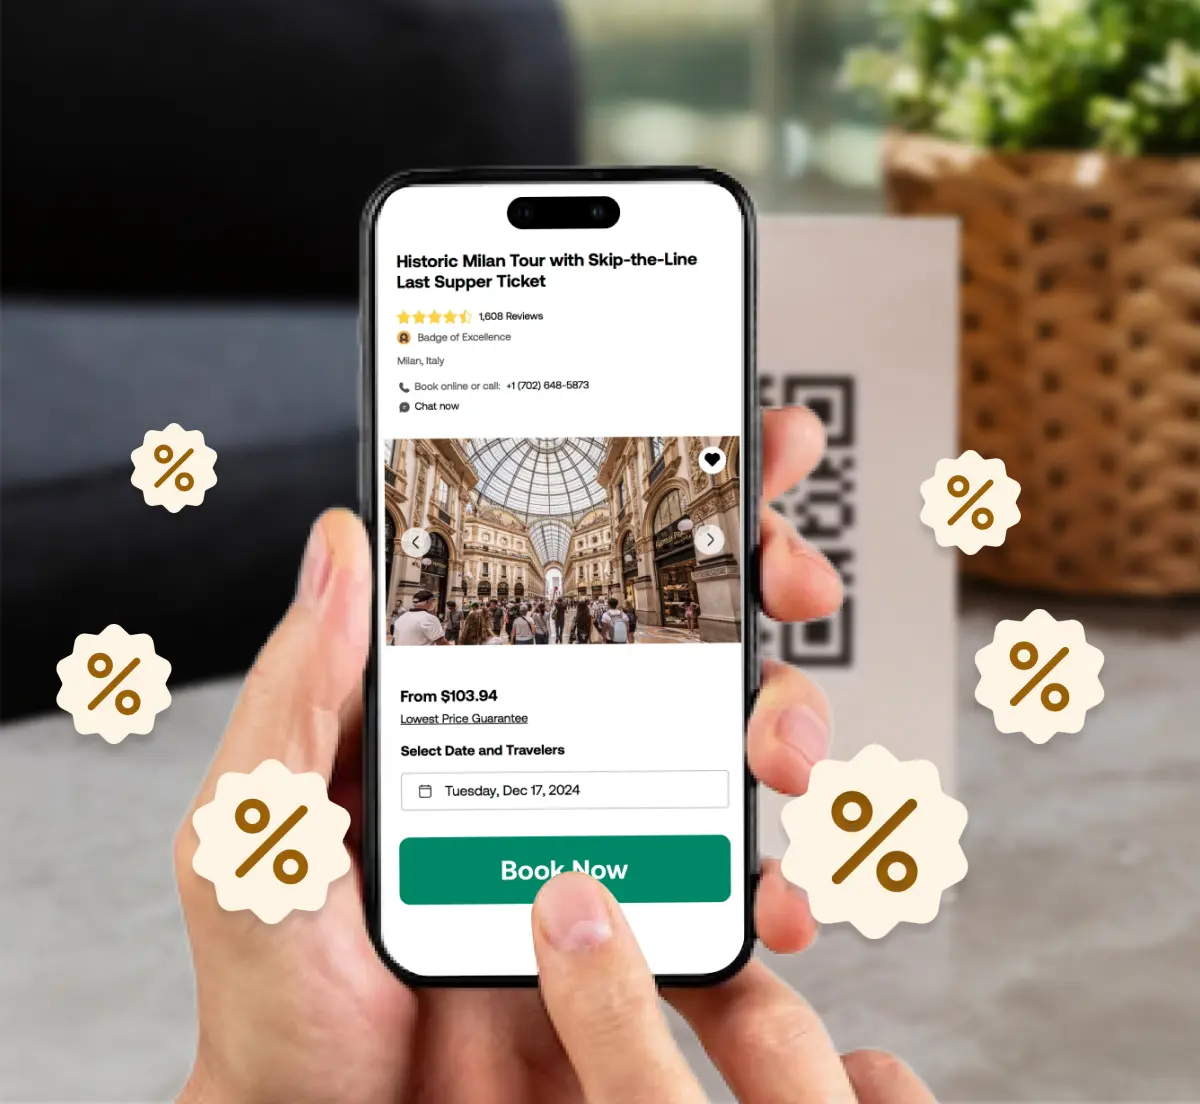 Historic Milan Tour with Skip-the-Line
Last Supper Ticket
1,608 Reviews
Badge of Excellence
Milan, Italy
Book online or call: +1 (702) 648-5873
Chat now
From $103.94
Lowest Price Guarantee
Select Date and Travelers
Tuesday, Dec 17, 2024
Book Now
%
%
%
%
%
%